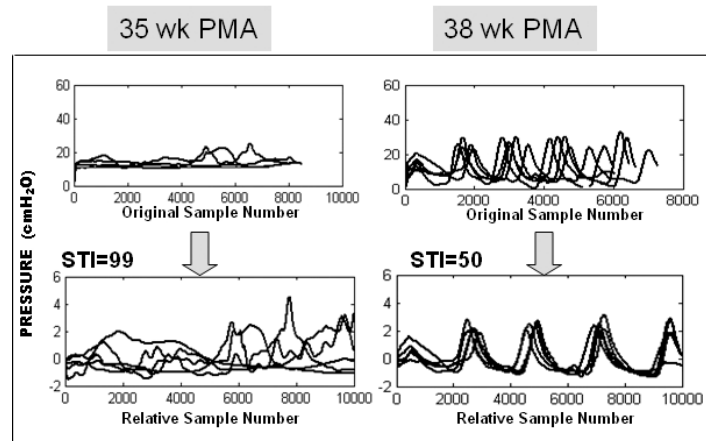 35 wk PMA
38 wk PMA
PRESSURE (cmH2O)
60
40
20
0
0 2000 4000 6000 8000 10000
Original Sample Number
60
40
20
0
0 2000 4000 6000 8000
Original Sample Number
STI=99
6
4
2
0
-2
0 2000 4000 6000 8000 10000
Relative Sample Number
STI=50
6
4
2
0
-2
0 2000 4000 6000 8000 10000
Relative Sample Number